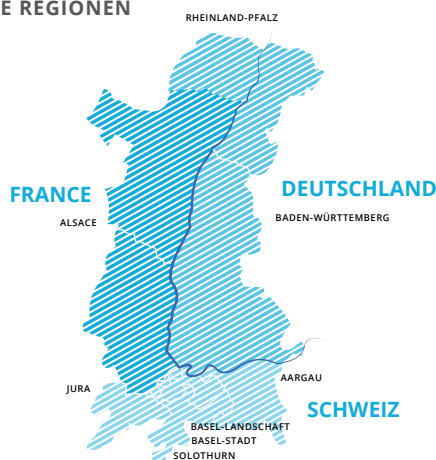 E REGIONEN
RHEINLAND-PFALZ
FRANCE
DEUTSCHLAND
ALSACE
BADEN-WÜRTTEMBERG
JURA
AARGAU
SCHWEIZ
BASEL-LANDSCHAFT
BASEL-STADT
SOLOTHURN